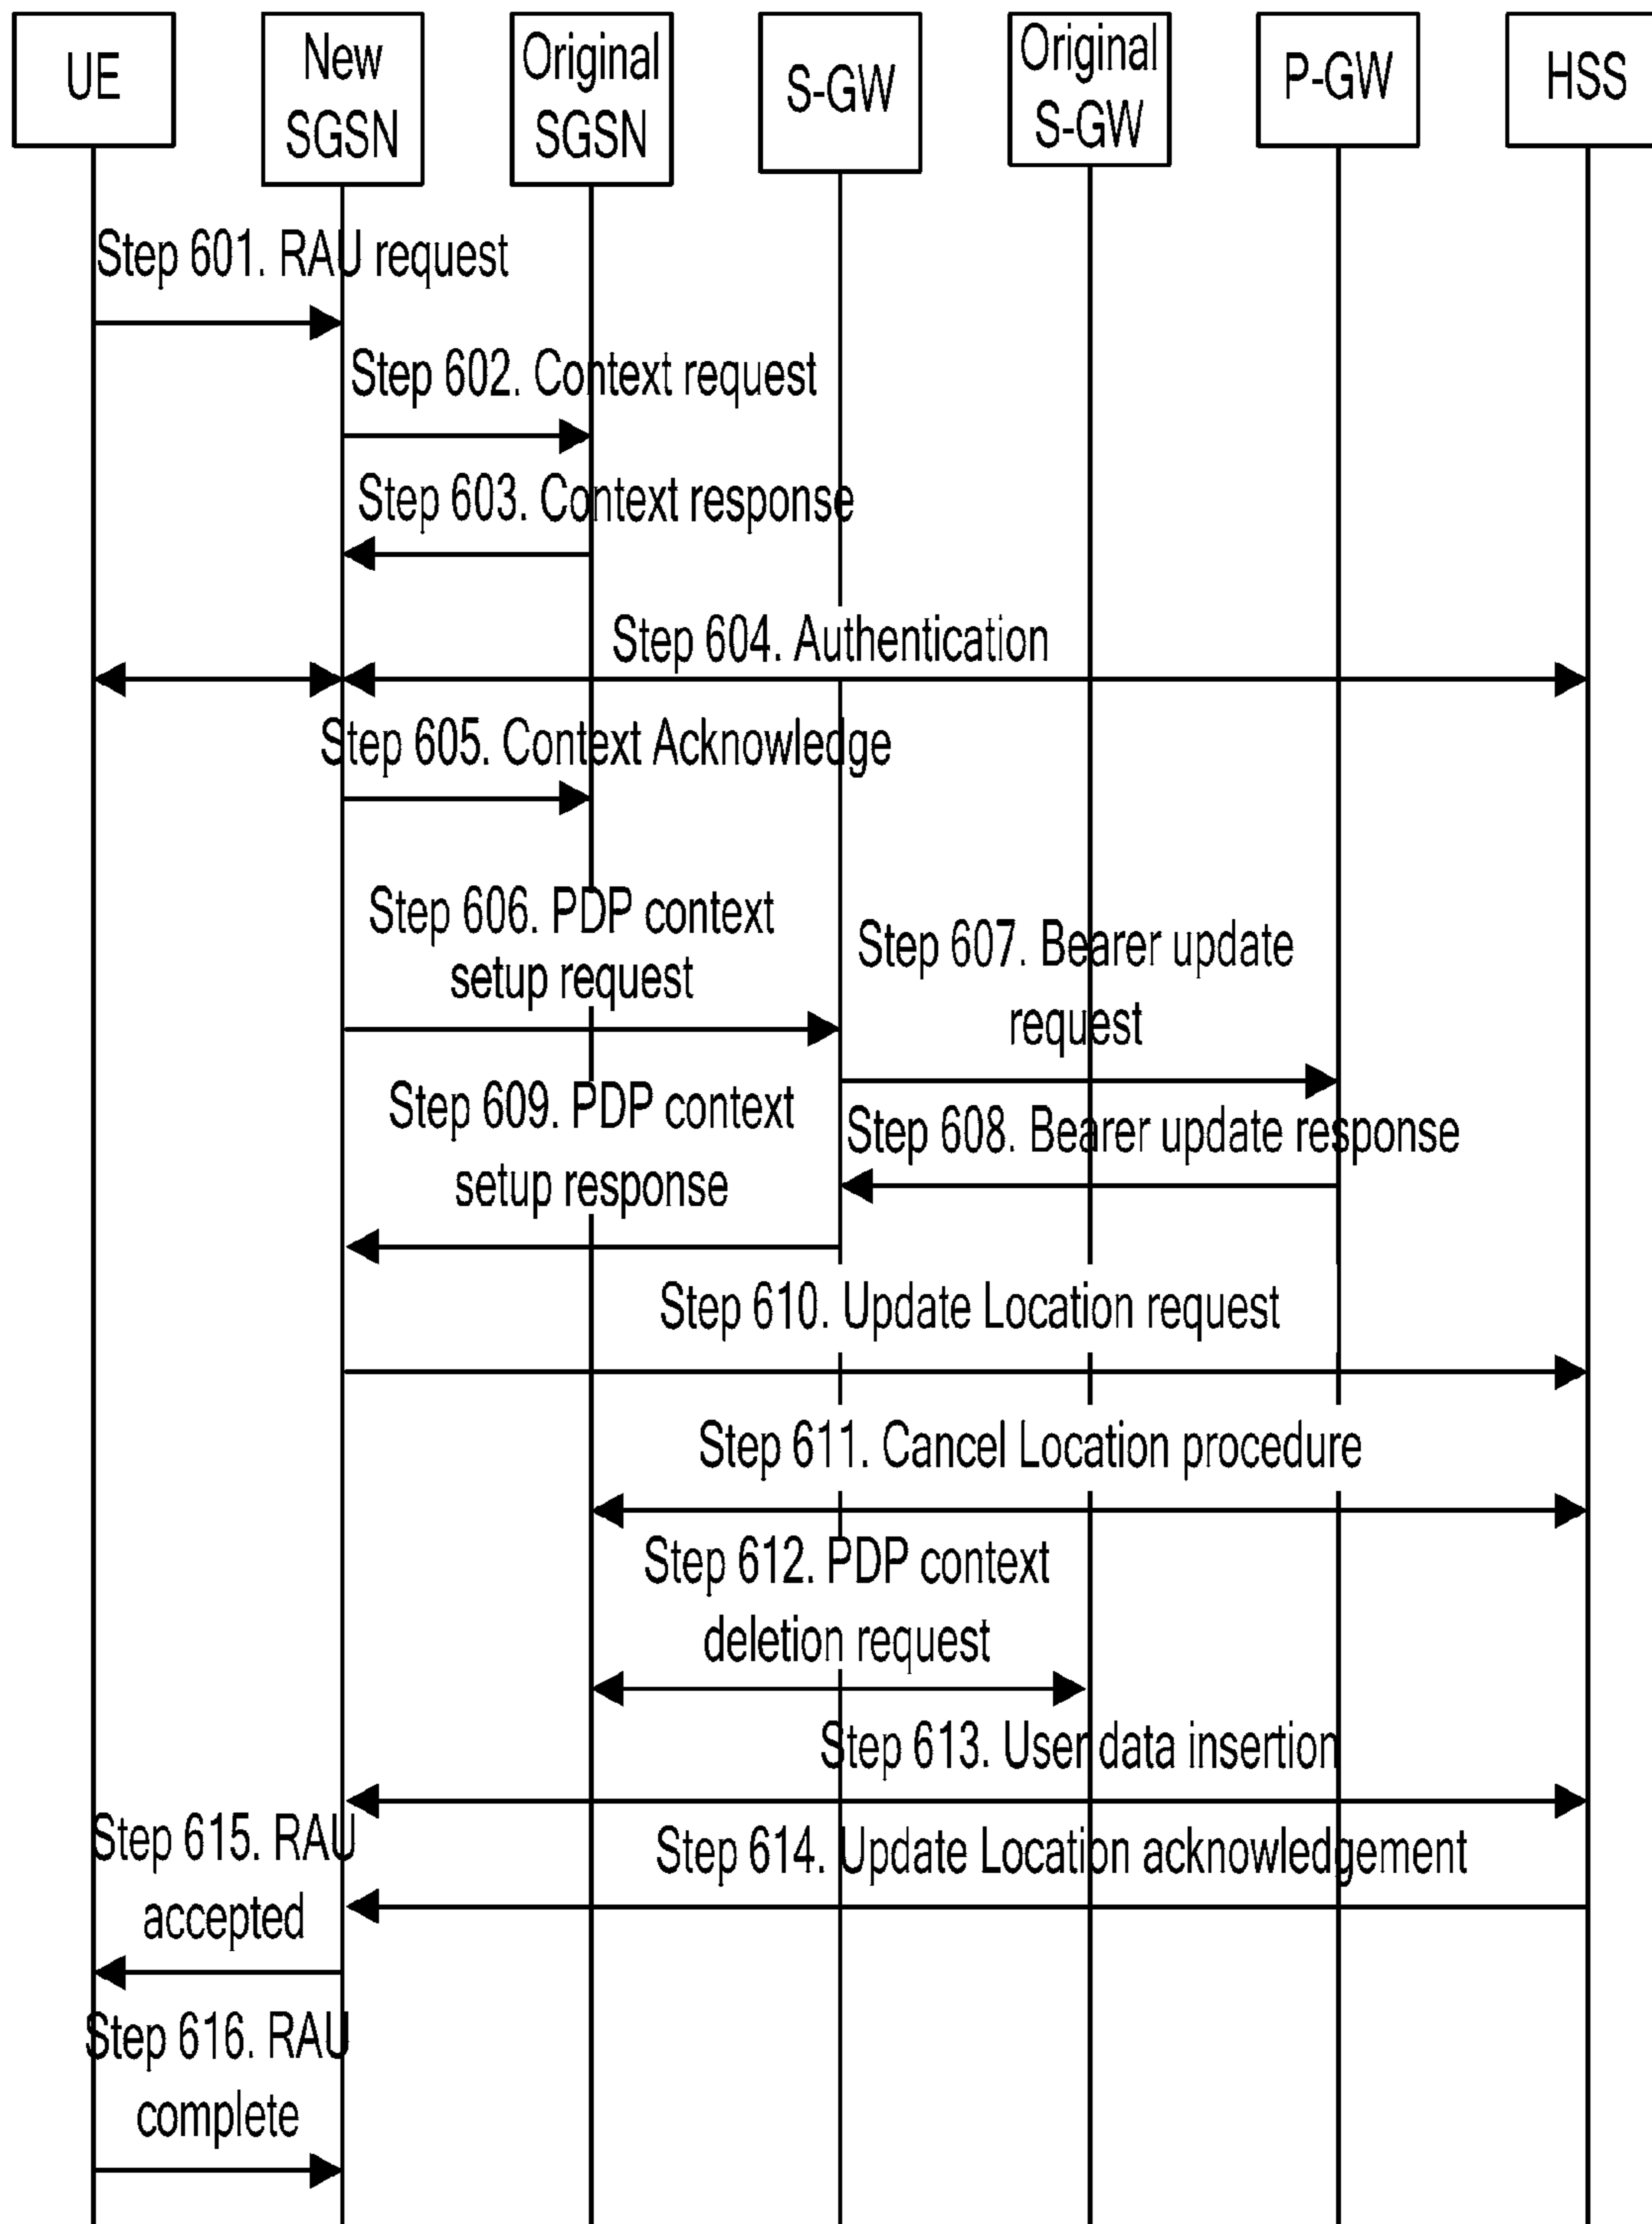 UE
New
SGSN
Original
SGSN
S-GW
Original
S-GW
P-GW
HSS
Step 601. RAU request
Step 602. Context request
Step 603. Context response
Step 604. Authentication
Step 605. Context Acknowledge
Step 606. PDP context
setup request
Step 607. Bearer update
request
Step 609. PDP context
setup response
Step 608. Bearer update response
Step 610. Update Location request
Step 611. Cancel Location procedure
Step 612. PDP context
deletion request
Step 613. User data insertion
Step 615. RAU
accepted
Step 614. Update Location acknowledgement
Step 616. RAU
complete